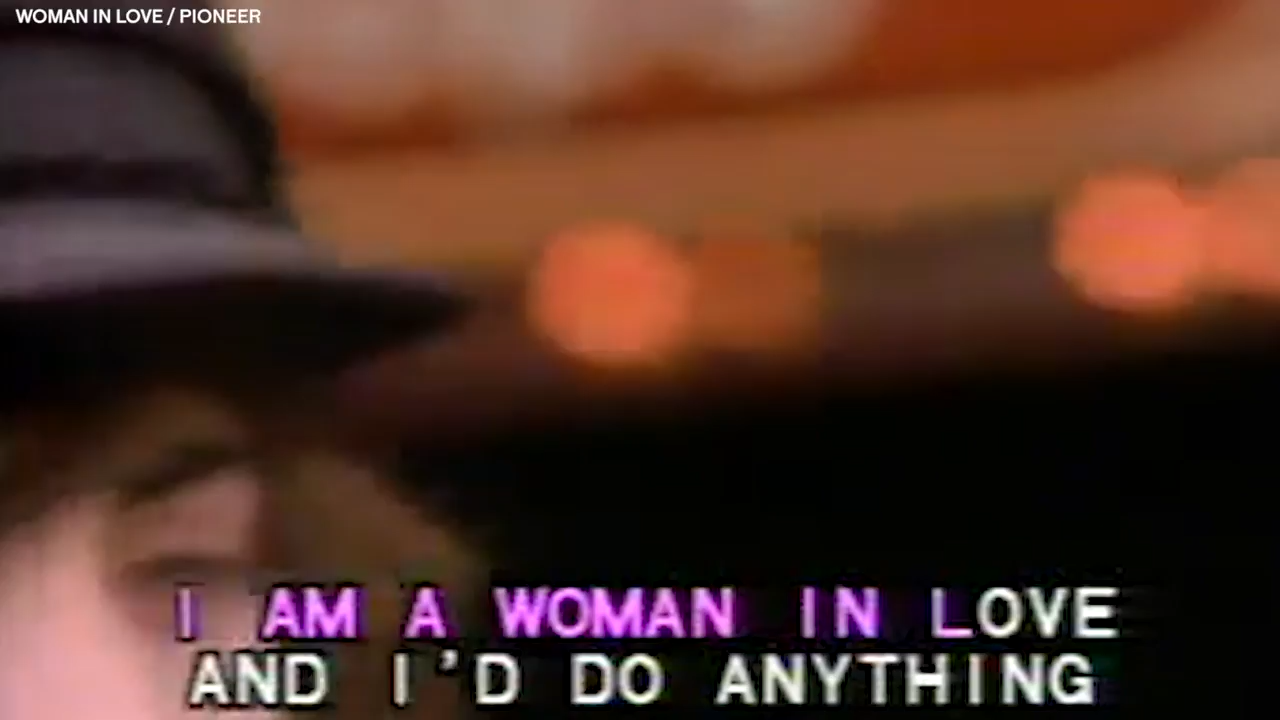 WOMAN IN LOVE / PIONEER
I AM A WOMAN IN LOVE
AND I'D DO ANYTHING